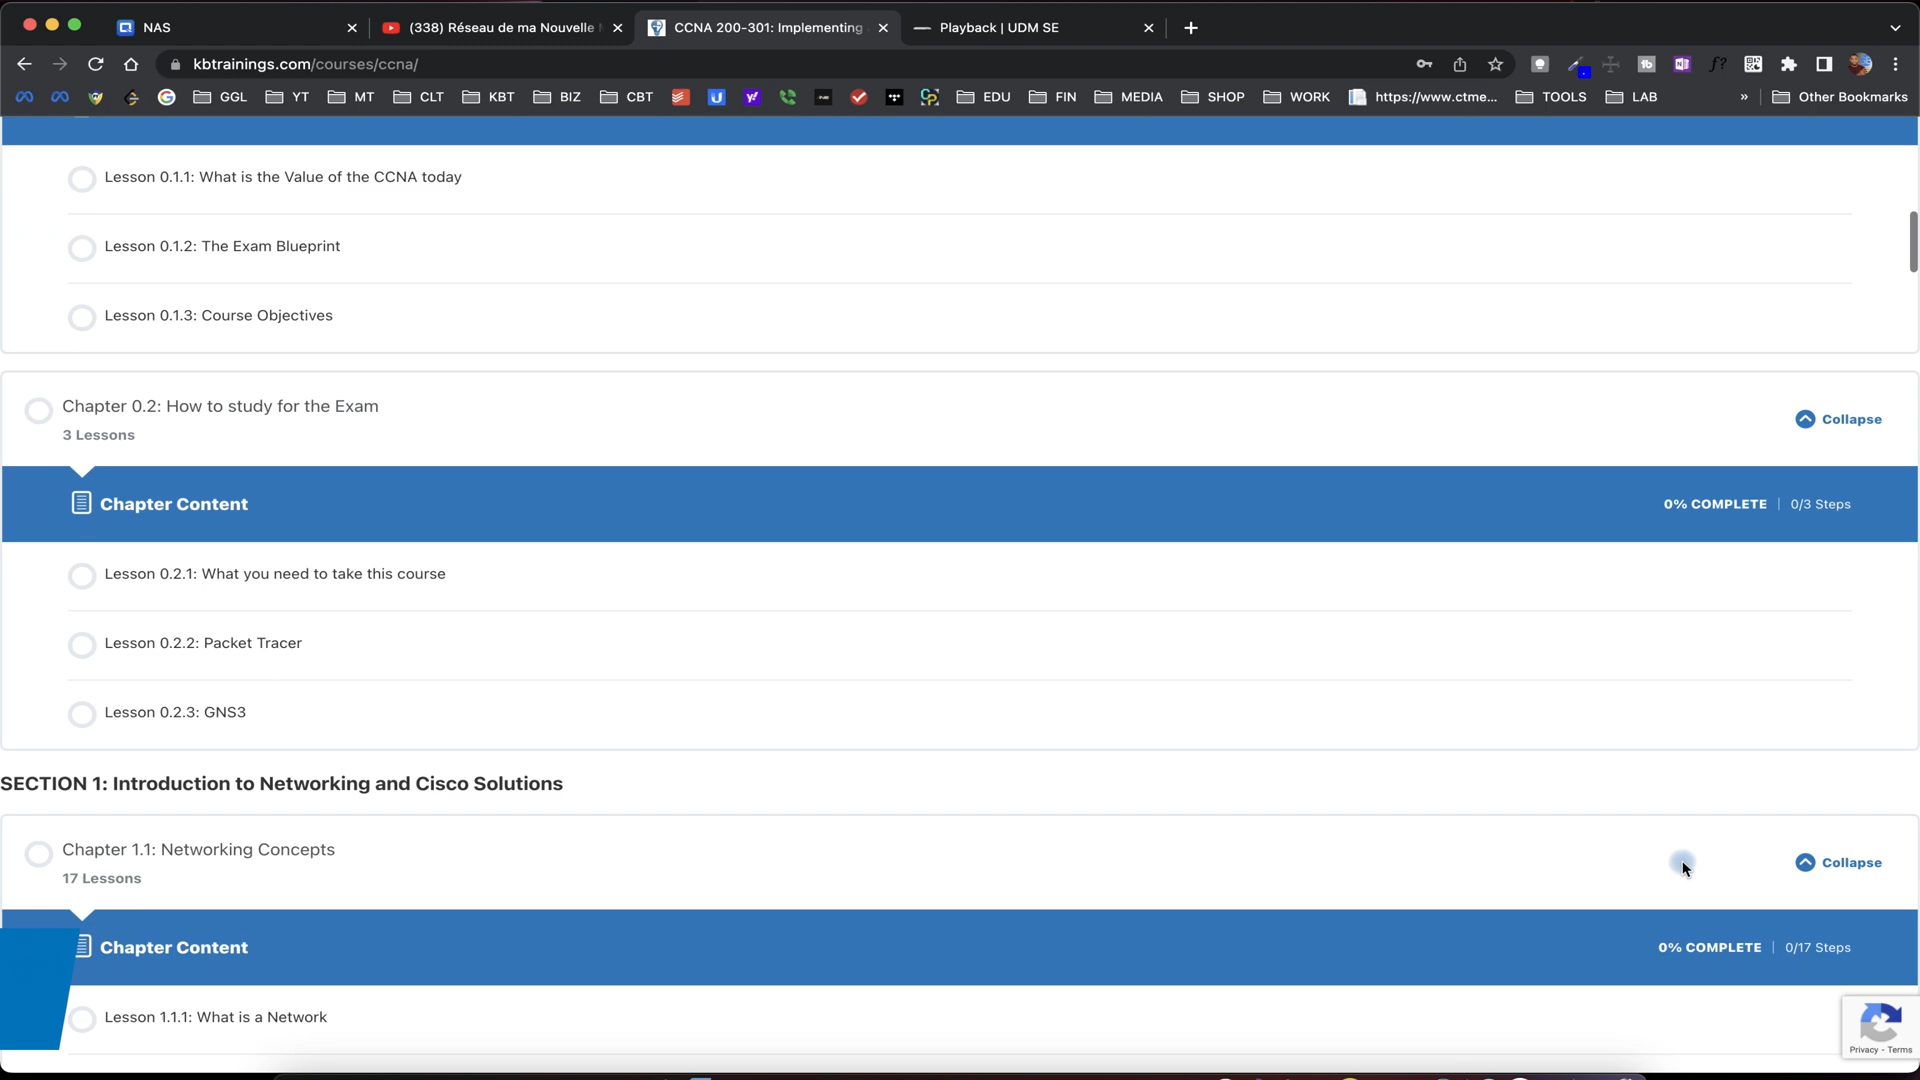 NAS
(338) Réseau de ma Nouvelle
CCNA 200-301: Implementing
Playback | UDM SE
kbtrainings.com/courses/ccna/
GGL
YT
MT
CLT
KBT
BIZ
CBT
EDU
FIN
MEDIA
SHOP
WORK
https://www.ctme...
TOOLS
LAB
»
Other Bookmarks
Lesson 0.1.1: What is the Value of the CCNA today
Lesson 0.1.2: The Exam Blueprint
Lesson 0.1.3: Course Objectives
Chapter 0.2: How to study for the Exam
3 Lessons
Collapse
Chapter Content
0% COMPLETE | 0/3 Steps
Lesson 0.2.1: What you need to take this course
Lesson 0.2.2: Packet Tracer
Lesson 0.2.3: GNS3
SECTION 1: Introduction to Networking and Cisco Solutions
Chapter 1.1: Networking Concepts
17 Lessons
Collapse
Chapter Content
0% COMPLETE | 0/17 Steps
Lesson 1.1.1: What is a Network
Privacy - Terms